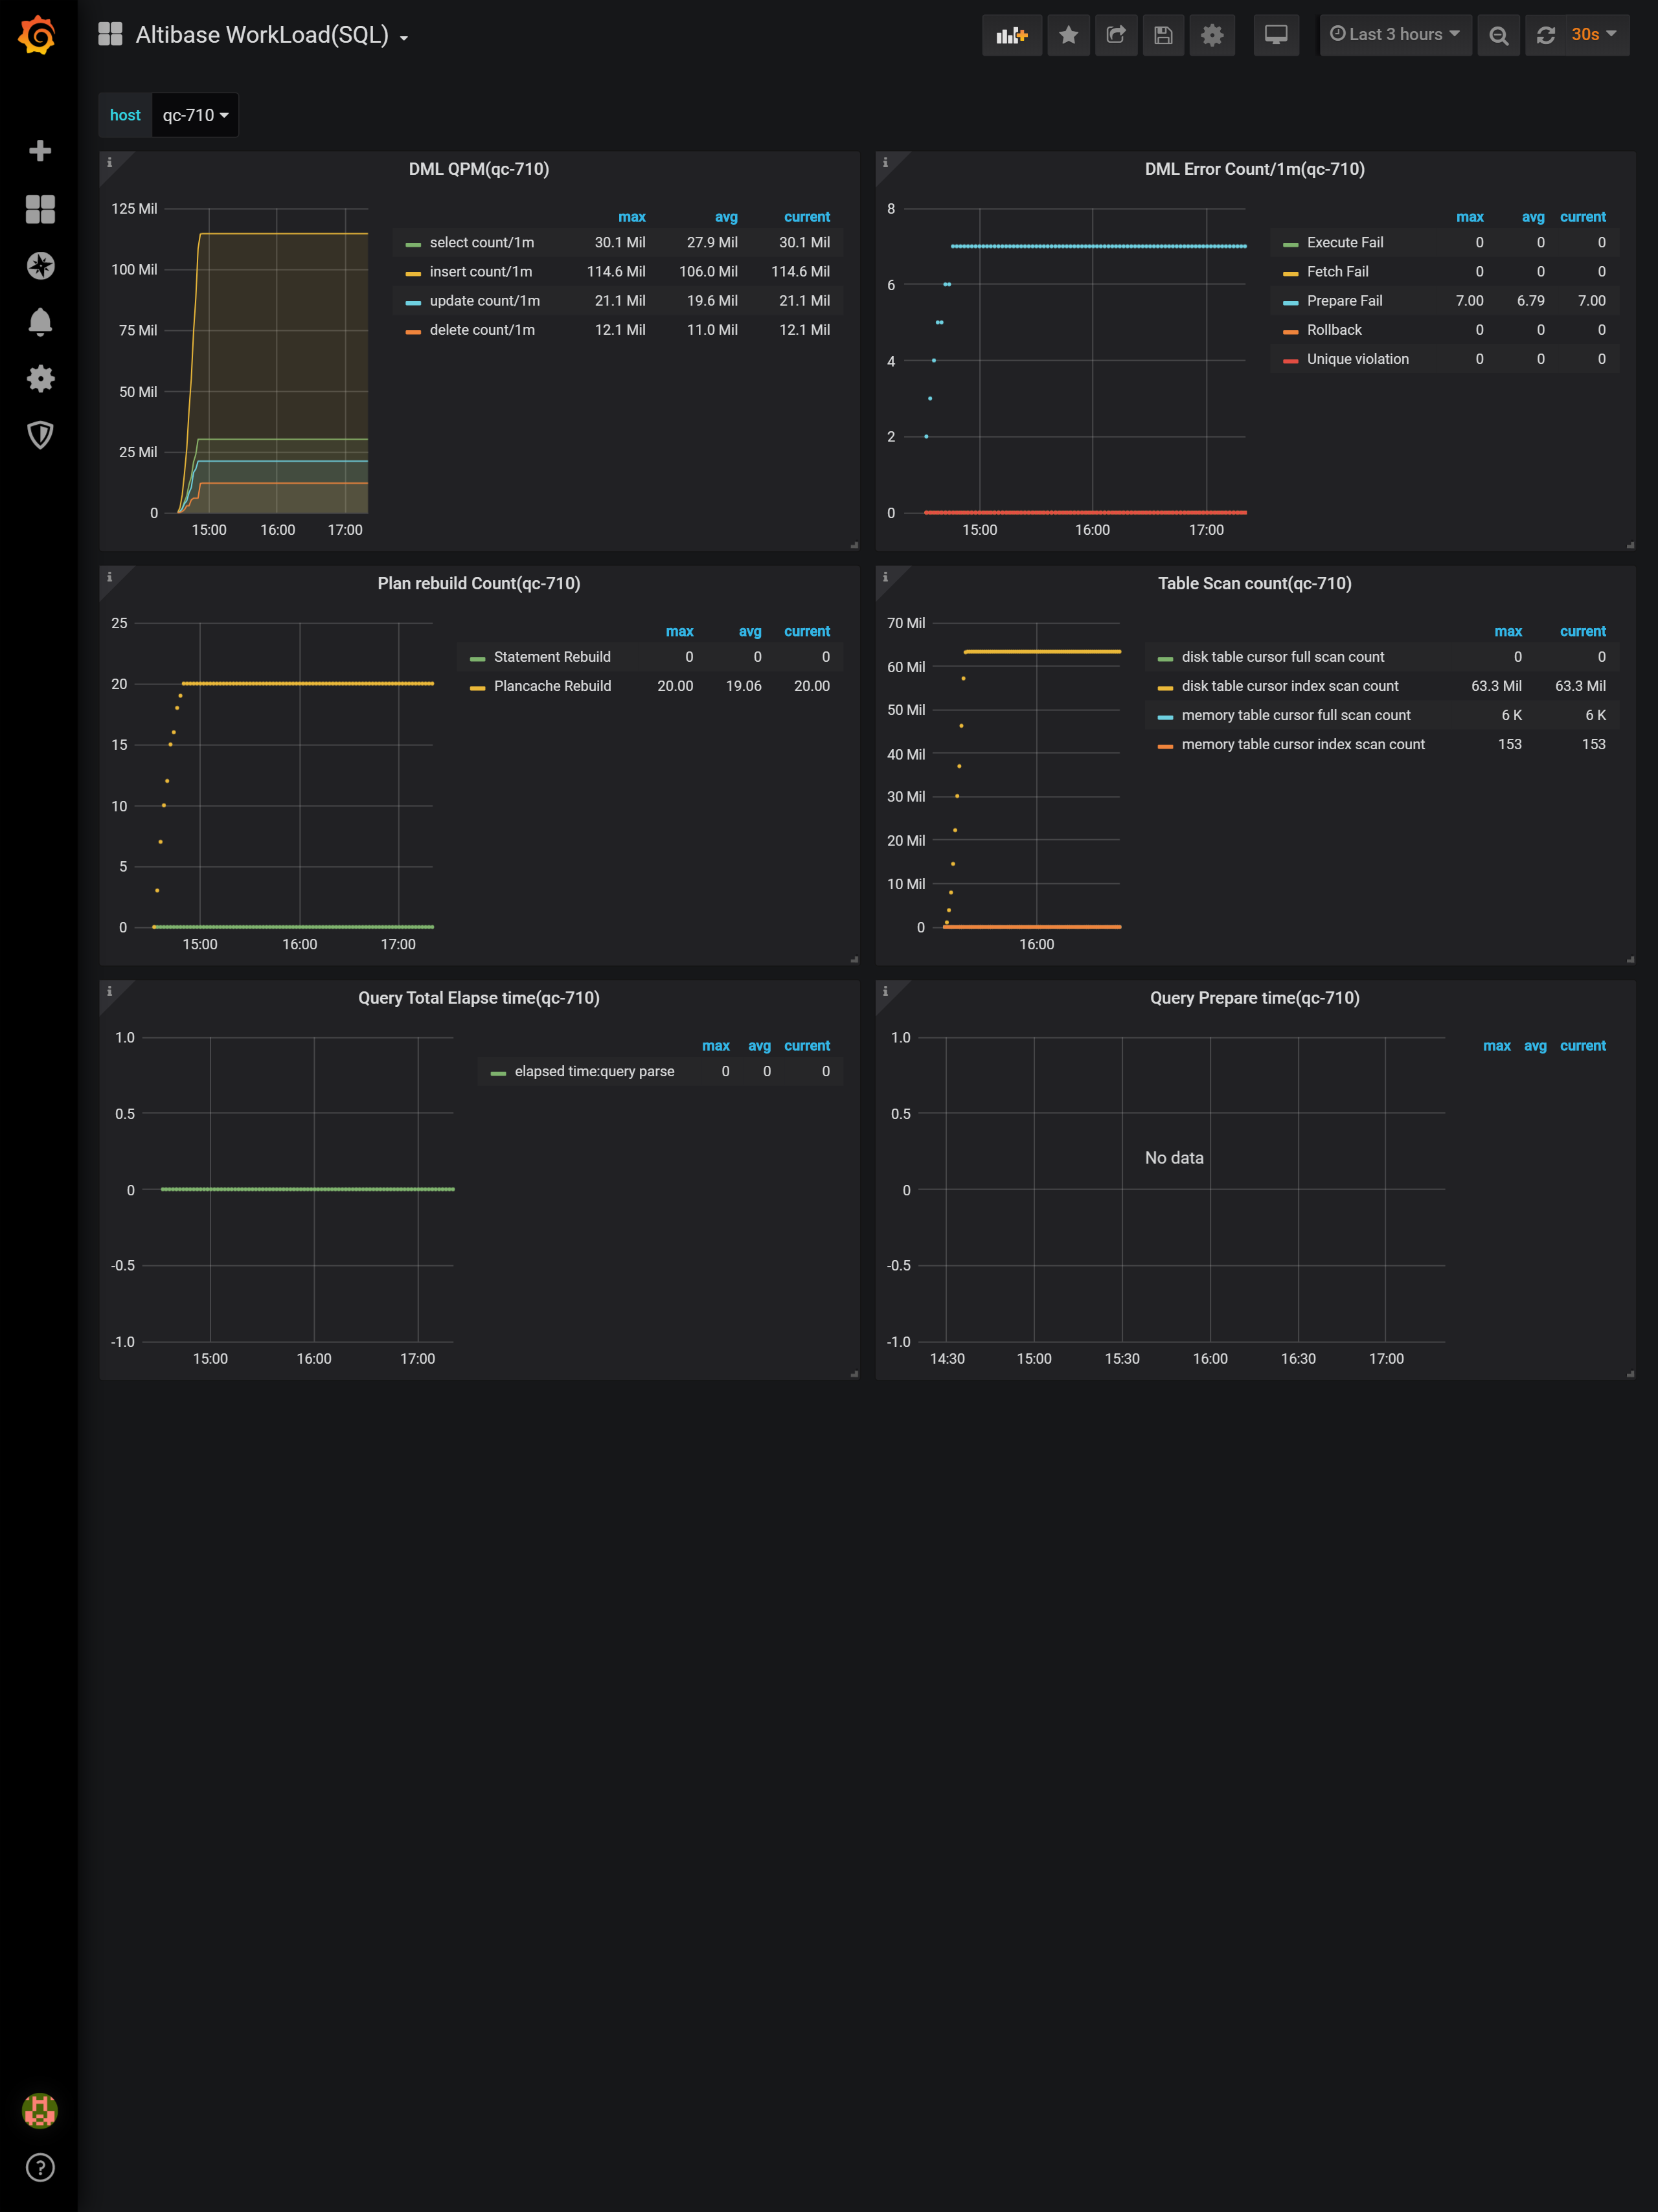 Altibase WorkLoad(SQL)
Last 3 hours
30s
host
qc-710
DML QPM(qc-710)
125 Mil
100 Mil
75 Mil
50 Mil
25 Mil
0
15:00 16:00 17:00
max avg current
select count/1m 30.1 Mil 27.9 Mil 30.1 Mil
insert count/1m 114.6 Mil 106.0 Mil 114.6 Mil
update count/1m 21.1 Mil 19.6 Mil 21.1 Mil
delete count/1m 12.1 Mil 11.0 Mil 12.1 Mil
DML Error Count/1m(qc-710)
8
6
4
2
0
15:00 16:00 17:00
max avg current
Execute Fail 0 0 0
Fetch Fail 0 0 0
Prepare Fail 7.00 6.79 7.00
Rollback 0 0 0
Unique violation 0 0 0
Plan rebuild Count(qc-710)
25
20
15
10
5
0
15:00 16:00 17:00
max avg current
Statement Rebuild 0 0 0
Plancache Rebuild 20.00 19.06 20.00
Table Scan count(qc-710)
70 Mil
60 Mil
50 Mil
40 Mil
30 Mil
20 Mil
10 Mil
0
16:00
max current
disk table cursor full scan count 0 0
disk table cursor index scan count 63.3 Mil 63.3 Mil
memory table cursor full scan count 6 K 6 K
memory table cursor index scan count 153 153
Query Total Elapse time(qc-710)
1.0
0.5
0
-0.5
-1.0
15:00 16:00 17:00
max avg current
elapsed time:query parse 0 0 0
Query Prepare time(qc-710)
1.0
0.5
0
-0.5
-1.0
14:30 15:00 15:30 16:00 16:30 17:00
No data
max avg current